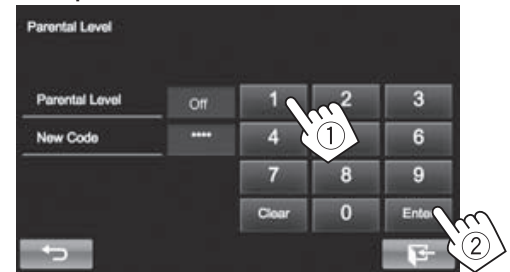 Parental Level
Parental Level Off 1 2 3
New Code **** 4 ① 6
7 8 9
Clear 0 Enter
②